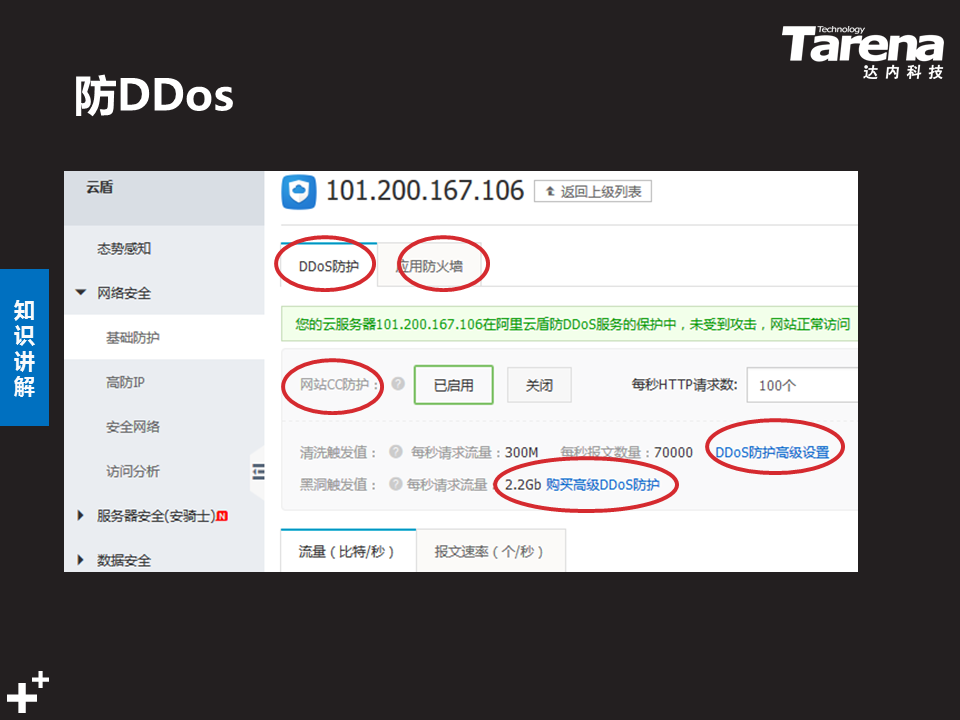 Technology
Tarena
达内科技
防DDos
知识讲解
云盾
态势感知
网络安全
基础防护
高防IP
安全网络
访问分析
服务器安全(安骑士) N
数据安全
101.200.167.106 返回上级列表
DDoS防护 应用防火墙
您的云服务器101.200.167.106在阿里云盾防DDoS服务的保护中，未受到攻击，网站正常访问
网站CC防护： ? 已启用 关闭 每秒HTTP请求数: 100个
清洗触发值： ? 每秒请求流量：300M 每秒报文数量：70000 DDoS防护高级设置
黑洞触发值： ? 每秒请求流量：2.2Gb 购买高级DDoS防护
流量（比特/秒） 报文速率（个/秒）